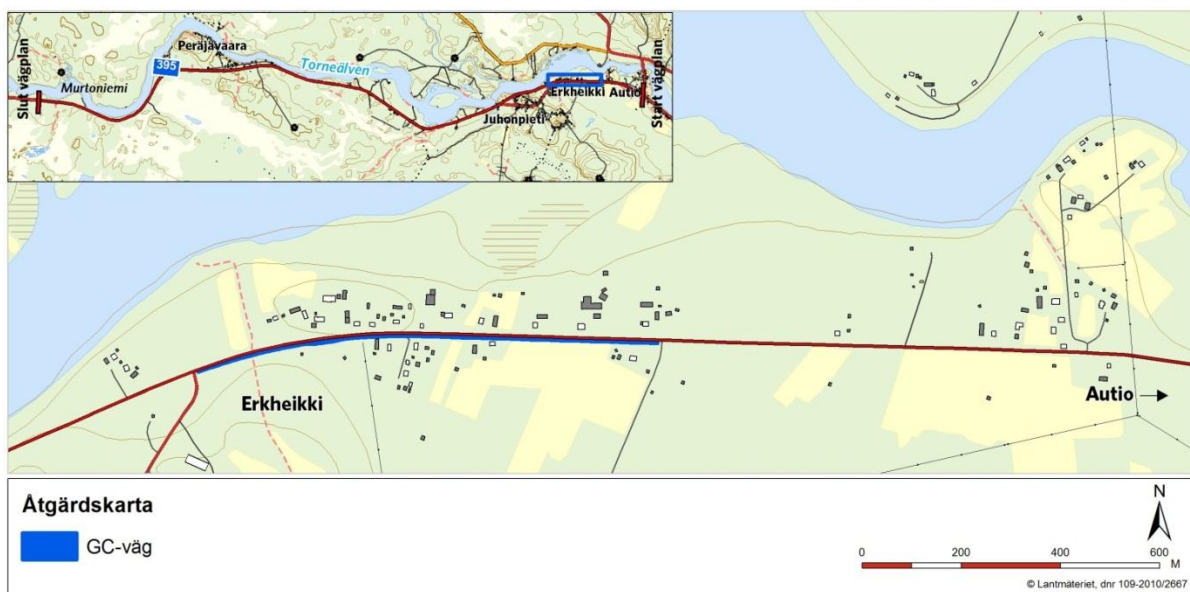 Peräjävaara
395
Torneälven
Murtoniemi
Slut vägplan
Erkheikki Autio
Juhonpieti
Start vägplan
Erkheikki
Autio
Åtgärdskarta
GC-väg
N
0 200 400 600
M
© Lantmäteriet, dnr 109-2010/2667